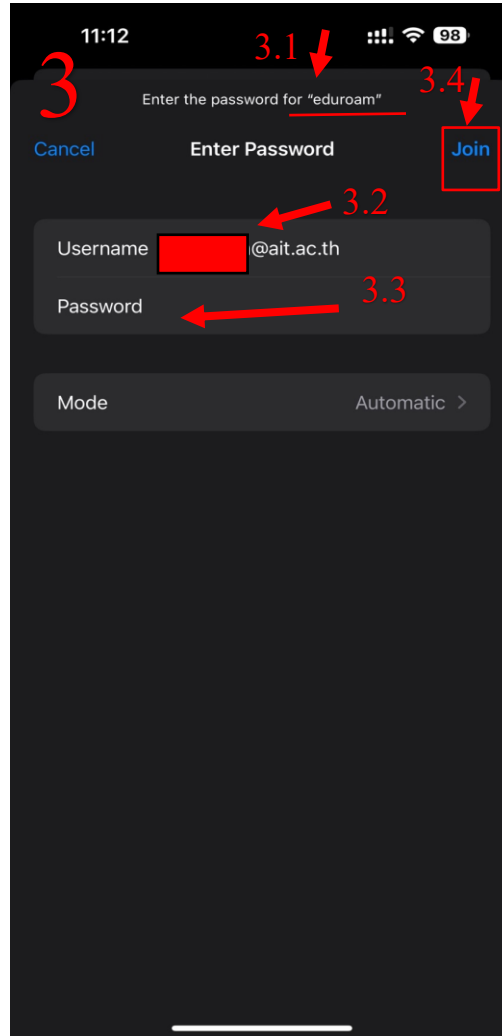 11:12 98
3.1
3
Enter the password for “eduroam”
3.4
Cancel Enter Password Join
3.2
Username @ait.ac.th
3.3
Password
Mode Automatic